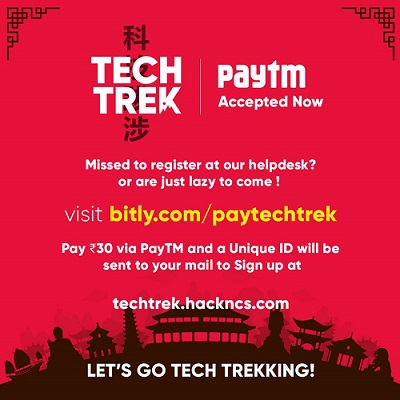 科技跋涉
TECH
TREK
paytm
Accepted Now
Missed to register at our helpdesk?
or are just lazy to come !
visit bitly.com/paytechtrek
Pay ₹30 via PayTM and a Unique ID will be
sent to your mail to Sign up at
techtrek.hackncs.com
LET'S GO TECH TREKKING!